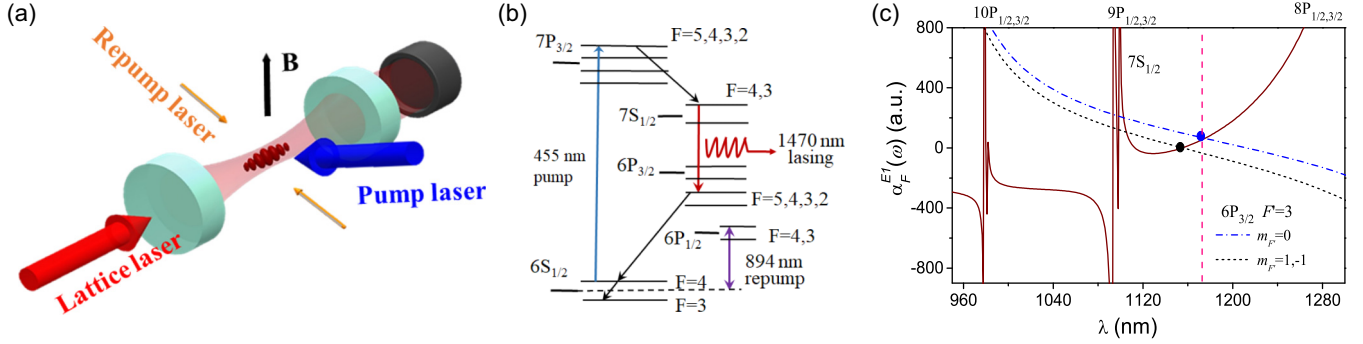 (a)
Repump laser
B
Pump laser
Lattice laser
(b)
7P3/2
F=5,4,3,2
F=4,3
7S1/2
1470 nm
lasing
455 nm
pump
6P3/2
F=5,4,3,2
6P1/2
F=4,3
894 nm
repump
6S1/2
F=4
F=3
(c)
10P1/2,3/2
9P1/2,3/2
8P1/2,3/2
800
400
0
-400
-800
αF^E1(ω) (a.u.)
7S1/2
6P3/2 F=3
mF=0
mF=1,-1
960
1040
1120
1200
1280
λ (nm)